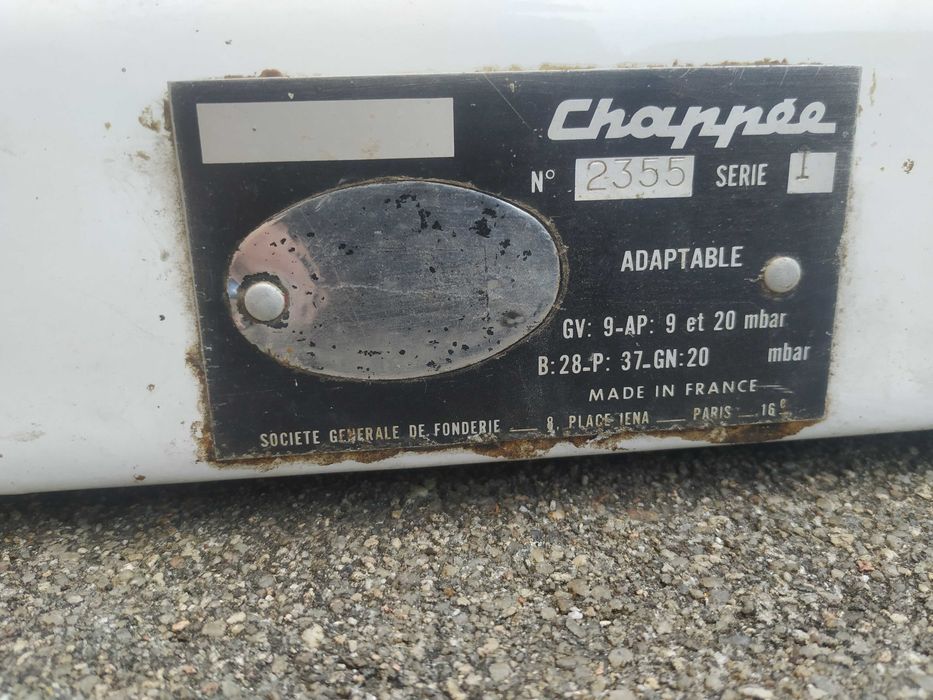 Chappée
N° 2355 SERIE I
ADAPTABLE
GV: 9-AP: 9 et 20 mbar
B:28-P: 37-GN:20 mbar
MADE IN FRANCE
SOCIETE GENERALE DE FONDERIE — 8, PLACE IENA — PARIS — 16e